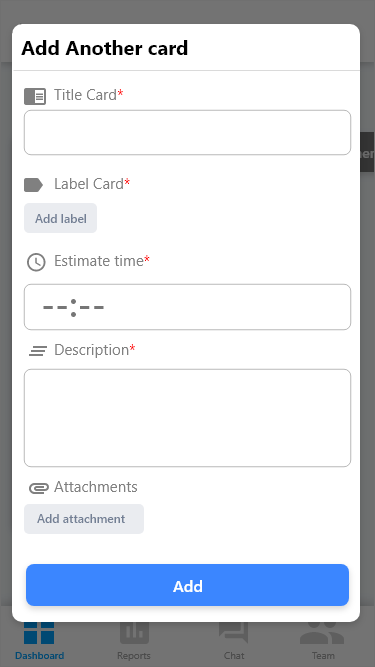 Add Another card
Title Card*
Label Card*
Add label
Estimate time*
--:--
Description*
Attachments
Add attachment
Add
Dashboard
Reports
Chat
Team